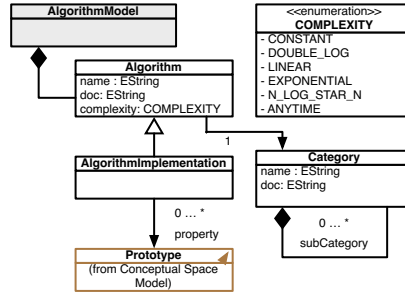 AlgorithmModel
<<enumeration>>
COMPLEXITY
- CONSTANT
- DOUBLE_LOG
- LINEAR
- EXPONENTIAL
- N_LOG_STAR_N
- ANYTIME
Algorithm
name : EString
doc: EString
complexity: COMPLEXITY
1
AlgorithmImplementation
Category
name : EString
doc: EString
0 ... *
property
0 ... *
subCategory
Prototype
(from Conceptual Space
Model)